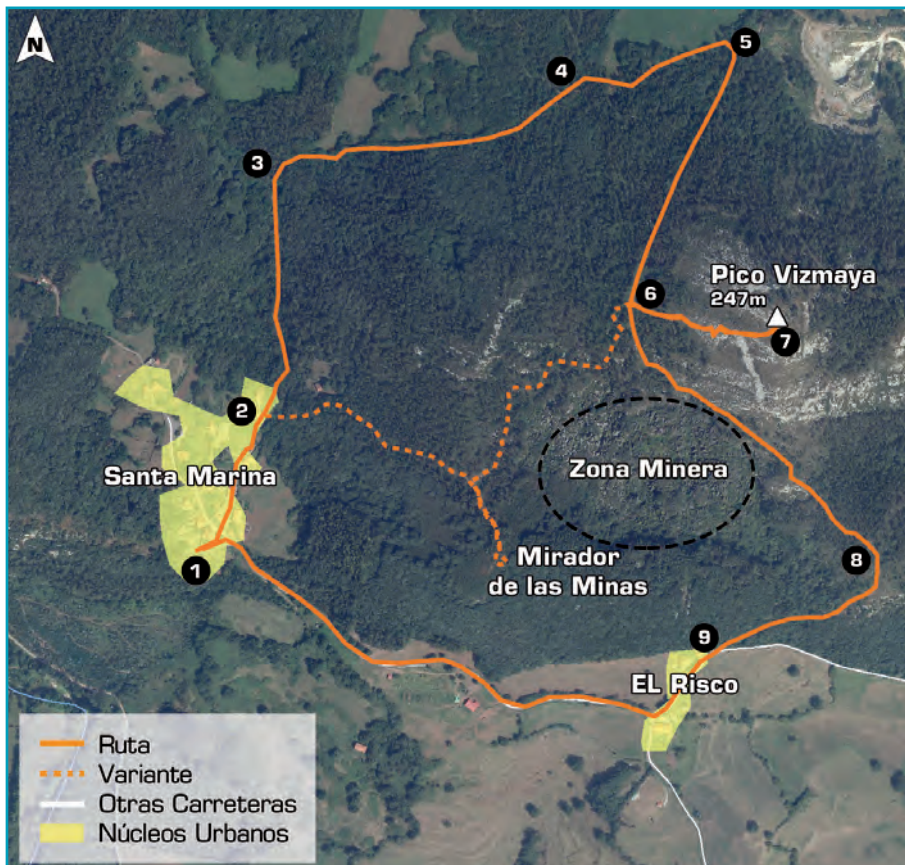 N
5
4
3
Pico Vizmaya
247m
6
7
2
Santa Marina
Zona Minera
1
Mirador
de las Minas
8
9
EL Risco
Ruta
Variante
Otras Carreteras
Núcleos Urbanos